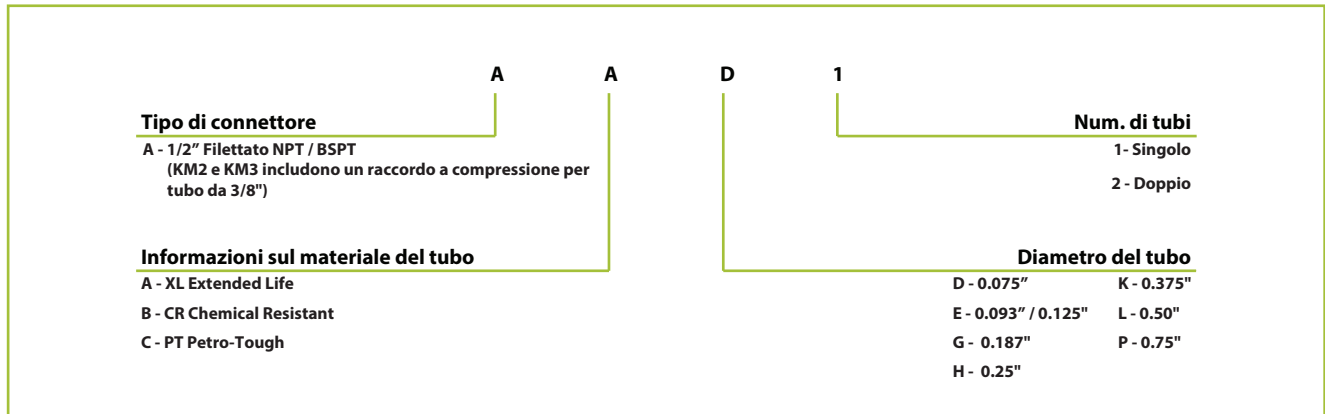 A A D 1
Tipo di connettore
A - 1/2” Filettato NPT / BSPT
(KM2 e KM3 includono un raccordo a compressione per
tubo da 3/8")
Num. di tubi
1- Singolo
2 - Doppio
Informazioni sul materiale del tubo
A - XL Extended Life
B - CR Chemical Resistant
C - PT Petro-Tough
Diametro del tubo
D - 0.075” K - 0.375"
E - 0.093” / 0.125" L - 0.50"
G - 0.187" P - 0.75"
H - 0.25"